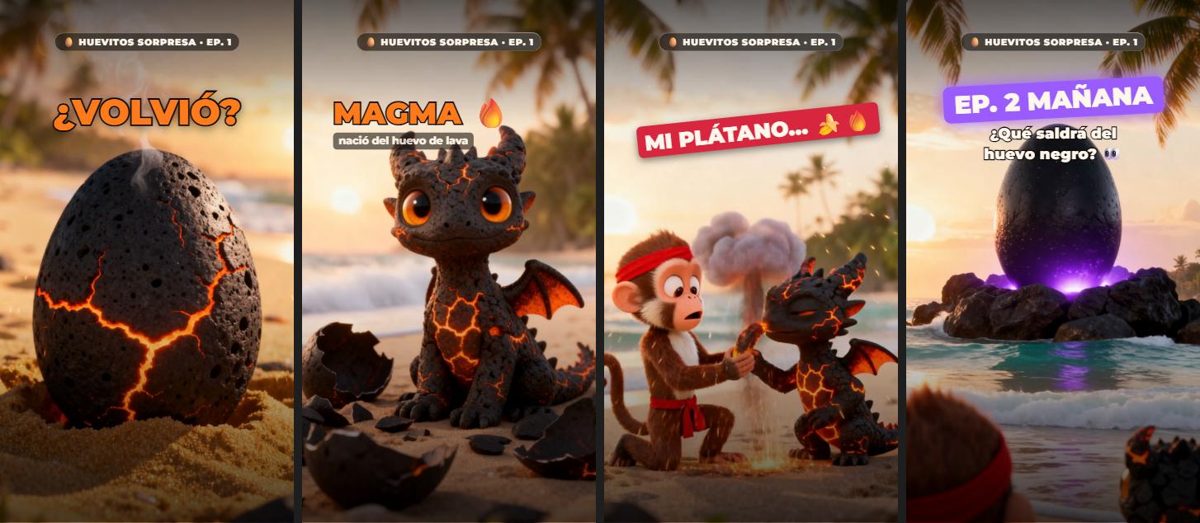 🥚 HUEVITOS SORPRESA • EP. 1
¿VOLVIÓ?
🥚 HUEVITOS SORPRESA • EP. 1
MAGMA 🔥
nació del huevo de lava
🥚 HUEVITOS SORPRESA • EP. 1
MI PLÁTANO... 🍌 🔥
🥚 HUEVITOS SORPRESA • EP. 1
EP. 2 MAÑANA
¿Qué saldrá del
huevo negro? 👀